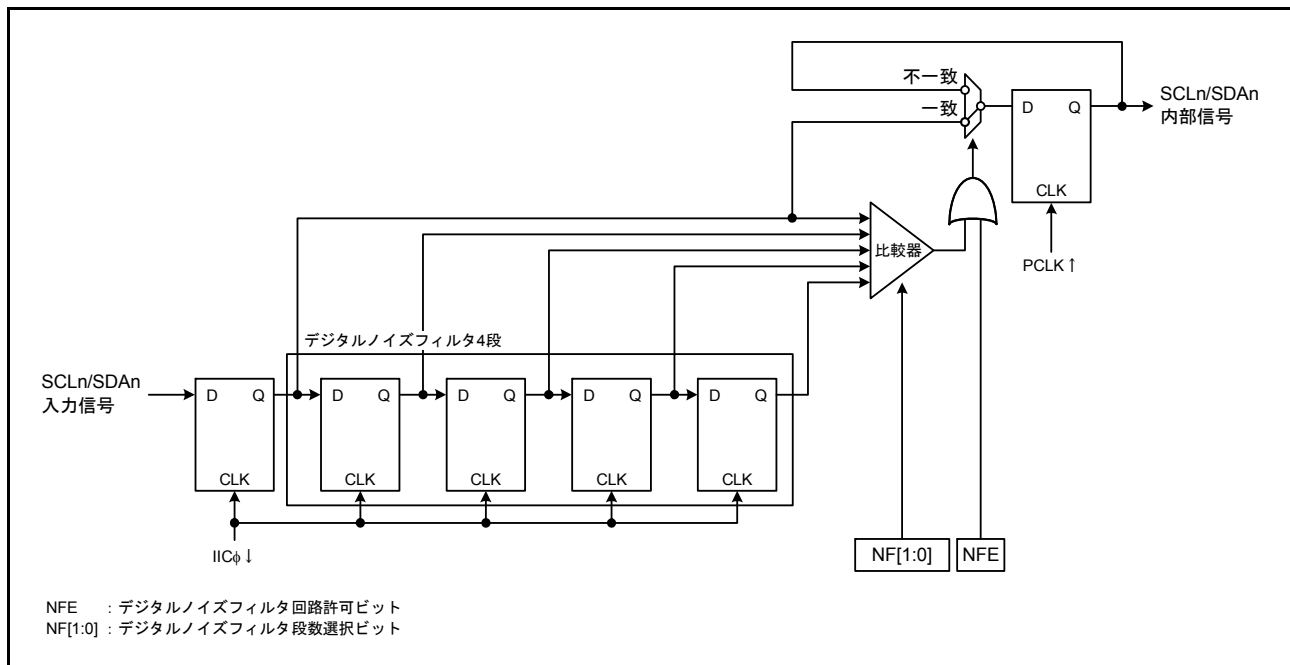 不一致
一致
D Q
CLK
PCLK↑
SCLn/SDAn
内部信号
比較器
デジタルノイズフィルタ4段
SCLn/SDAn
入力信号
D Q
CLK
D Q
CLK
D Q
CLK
D Q
CLK
D Q
CLK
IICφ↓
NF[1:0]
NFE
NFE :デジタルノイズフィルタ回路許可ビット
NF[1:0] :デジタルノイズフィルタ段数選択ビット